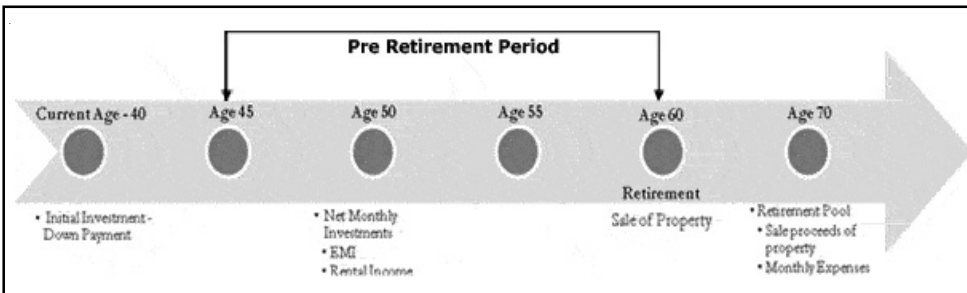 Pre Retirement Period
Current Age - 40
Age 45
Age 50
Age 55
Age 60
Age 70
• Initial Investment -
Down Payment
• Net Monthly
Investments
• EMI
• Rental Income
Retirement
Sale of Property
• Retirement Pool
• Sale proceeds of
property
• Monthly Expenses